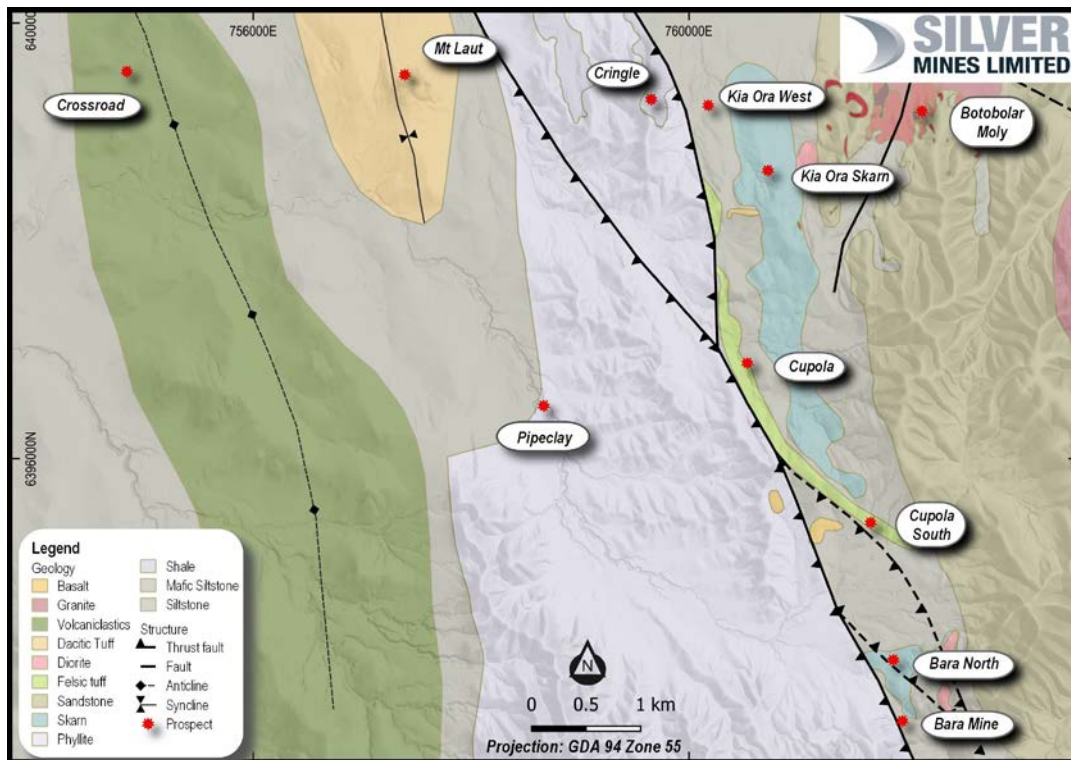 640000
756000E
760000E
SILVER
MINES LIMITED
Mt Laut
Crossroad
Cringle
Kia Ora West
Botobolar
Moly
Kia Ora Skarn
Cupola
Pipeclay
6396000N
Cupola
South
Bara North
Bara Mine
Legend
Geology
Basalt
Granite
Volcaniclastics
Dacitic Tuff
Diorite
Felsic tuff
Sandstone
Skarn
Phyllite
Shale
Mafic Siltstone
Siltstone
Structure
Thrust fault
Fault
Anticline
Syncline
Prospect
N
0 0.5 1 km
Projection: GDA 94 Zone 55